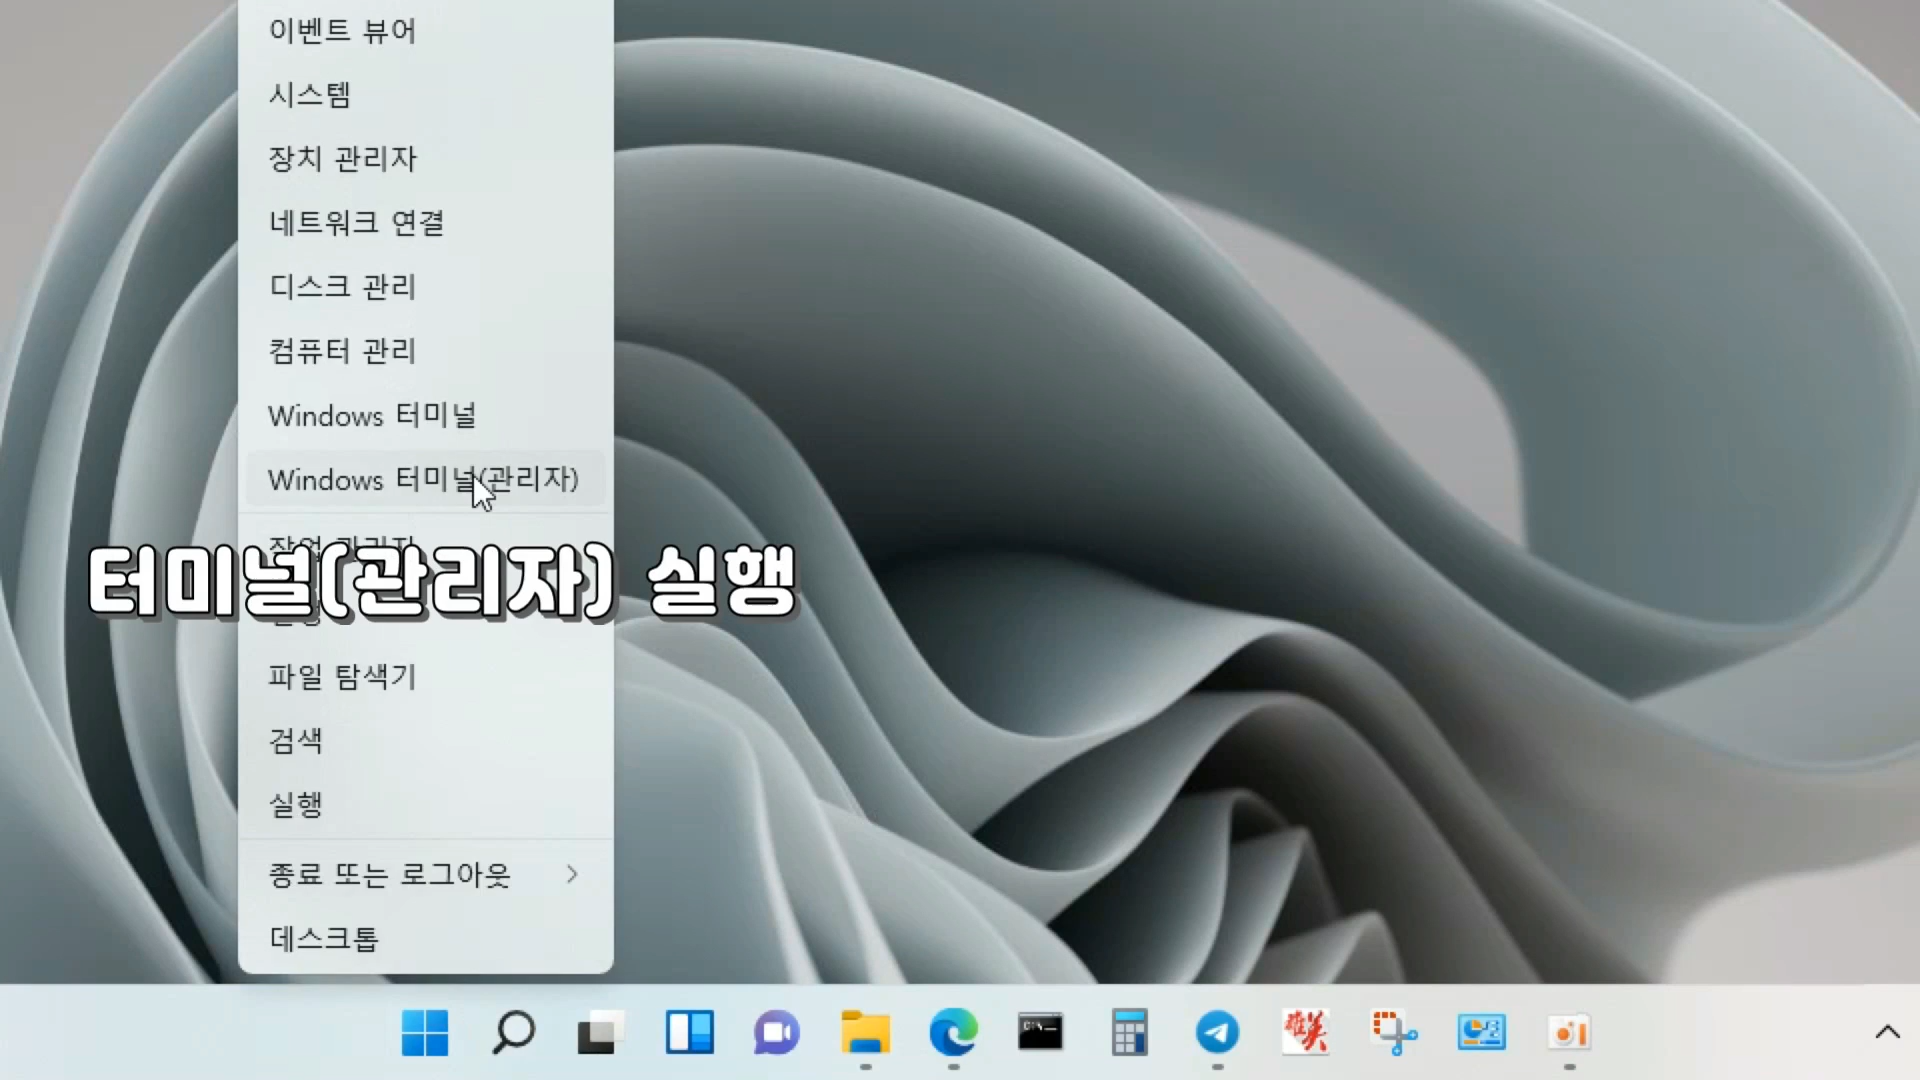 이벤트 뷰어
시스템
장치 관리자
네트워크 연결
디스크 관리
컴퓨터 관리
Windows 터미널
Windows 터미널(관리자)
터미널(관리자) 실행
파일 탐색기
검색
실행
종료 또는 로그아웃
데스크톱